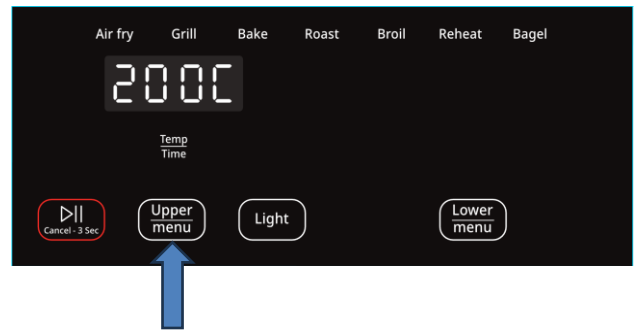 Air fry Grill Bake Roast Broil Reheat Bagel
200C
Temp
Time
Cancel - 3 Sec
Upper
menu
Light
Lower
menu